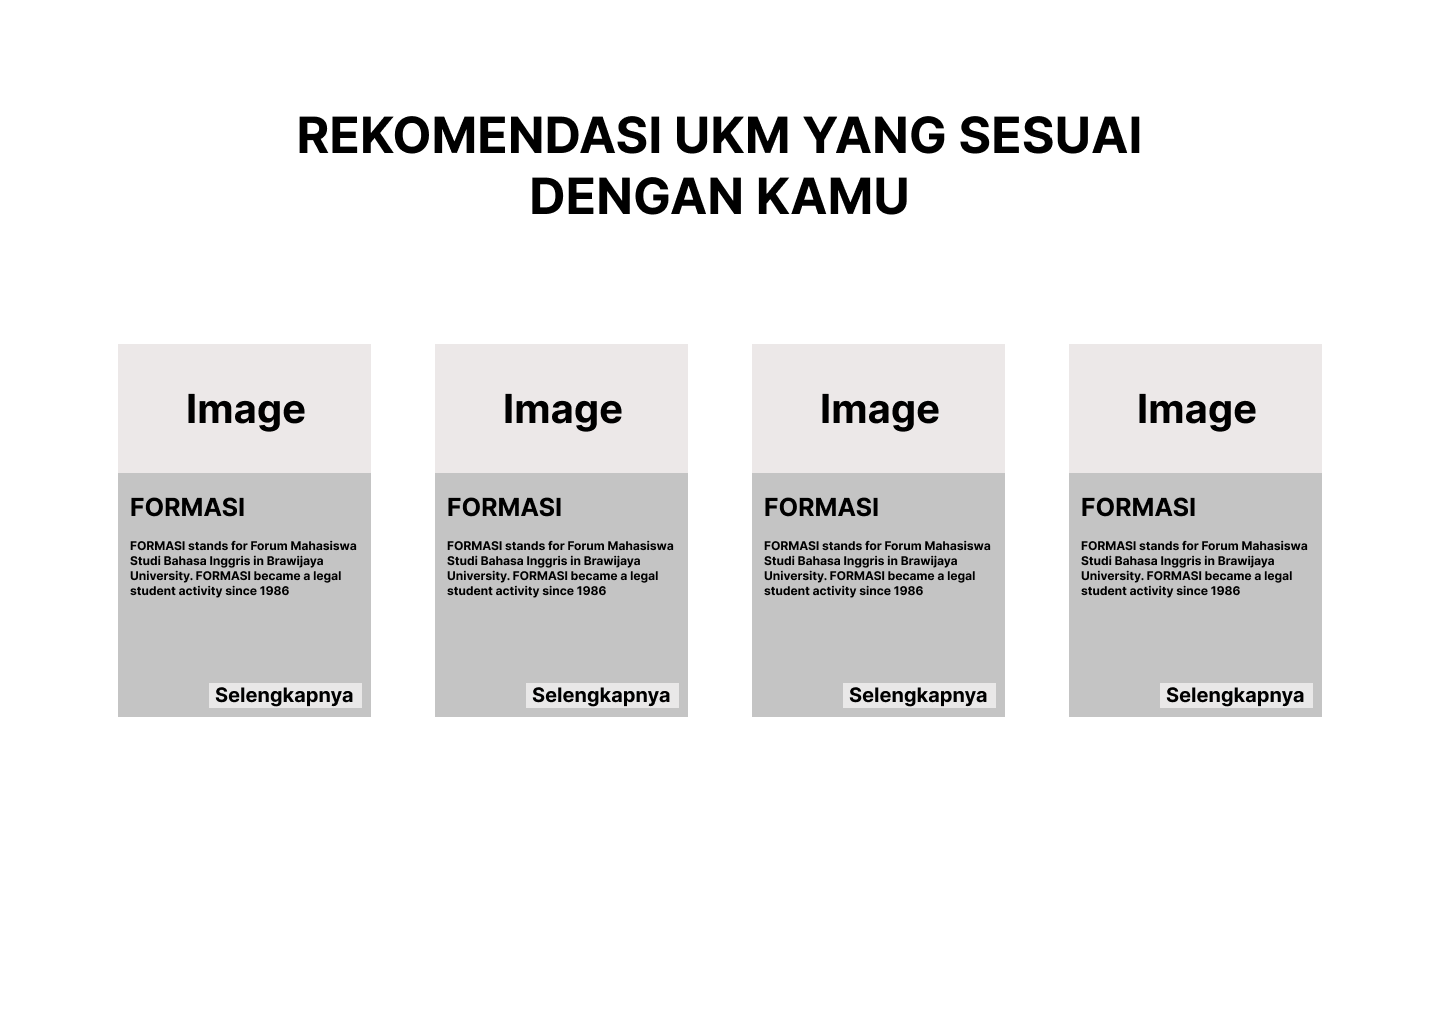 REKOMENDASI UKM YANG SESUAI
DENGAN KAMU
Image
FORMASI
FORMASI stands for Forum Mahasiswa
Studi Bahasa Inggris in Brawijaya
University. FORMASI became a legal
student activity since 1986
Selengkapnya
Image
FORMASI
FORMASI stands for Forum Mahasiswa
Studi Bahasa Inggris in Brawijaya
University. FORMASI became a legal
student activity since 1986
Selengkapnya
Image
FORMASI
FORMASI stands for Forum Mahasiswa
Studi Bahasa Inggris in Brawijaya
University. FORMASI became a legal
student activity since 1986
Selengkapnya
Image
FORMASI
FORMASI stands for Forum Mahasiswa
Studi Bahasa Inggris in Brawijaya
University. FORMASI became a legal
student activity since 1986
Selengkapnya